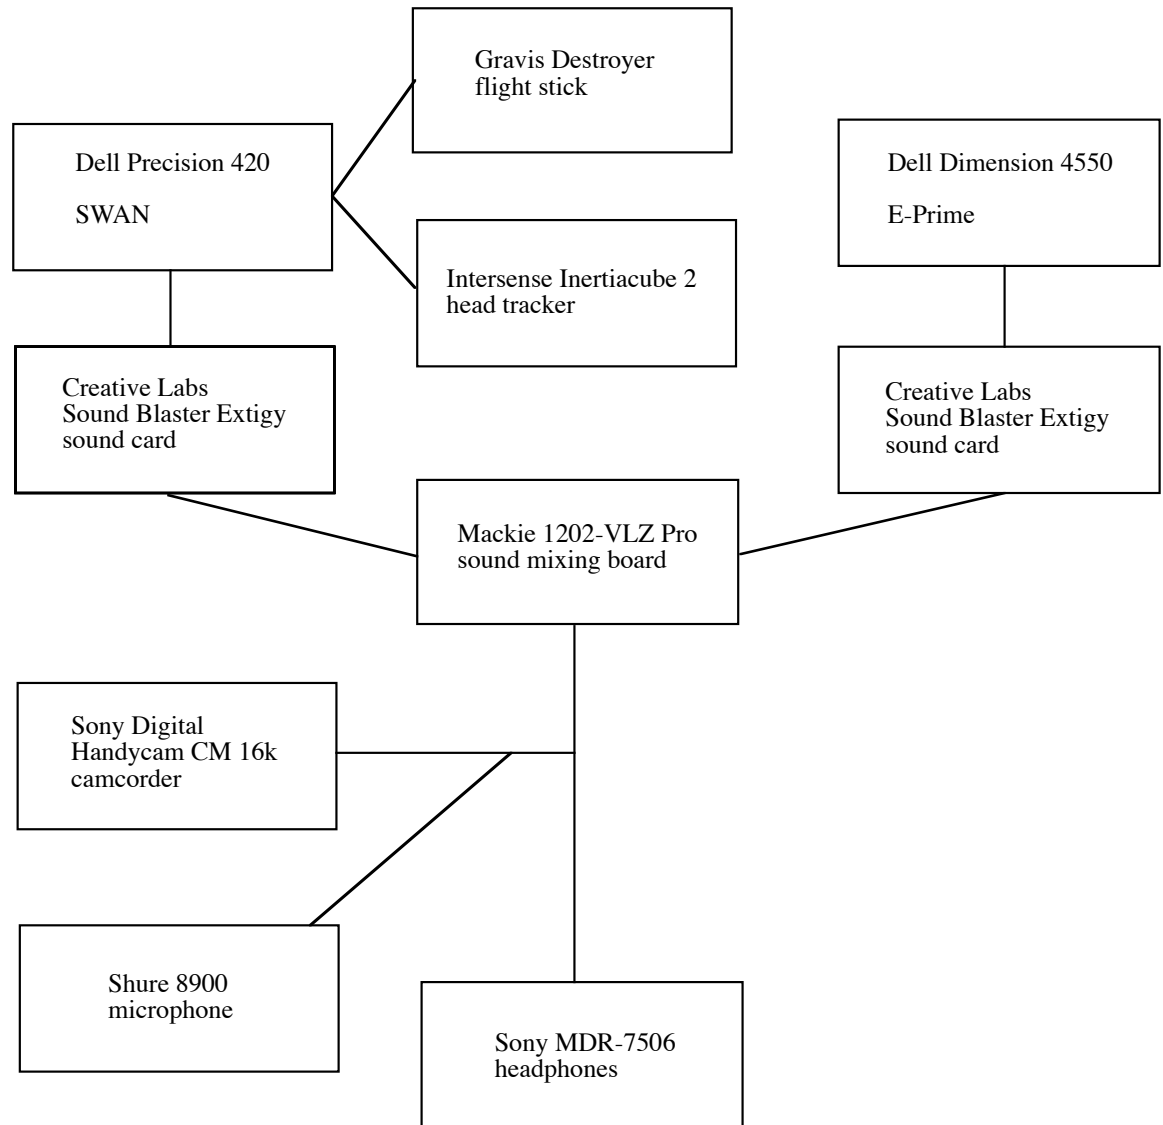 Gravis Destroyer
flight stick
Dell Precision 420
SWAN
Dell Dimension 4550
E-Prime
Intersense Inertiacube 2
head tracker
Creative Labs
Sound Blaster Extigy
sound card
Creative Labs
Sound Blaster Extigy
sound card
Mackie 1202-VLZ Pro
sound mixing board
Sony Digital
Handycam CM 16k
camcorder
Shure 8900
microphone
Sony MDR-7506
headphones